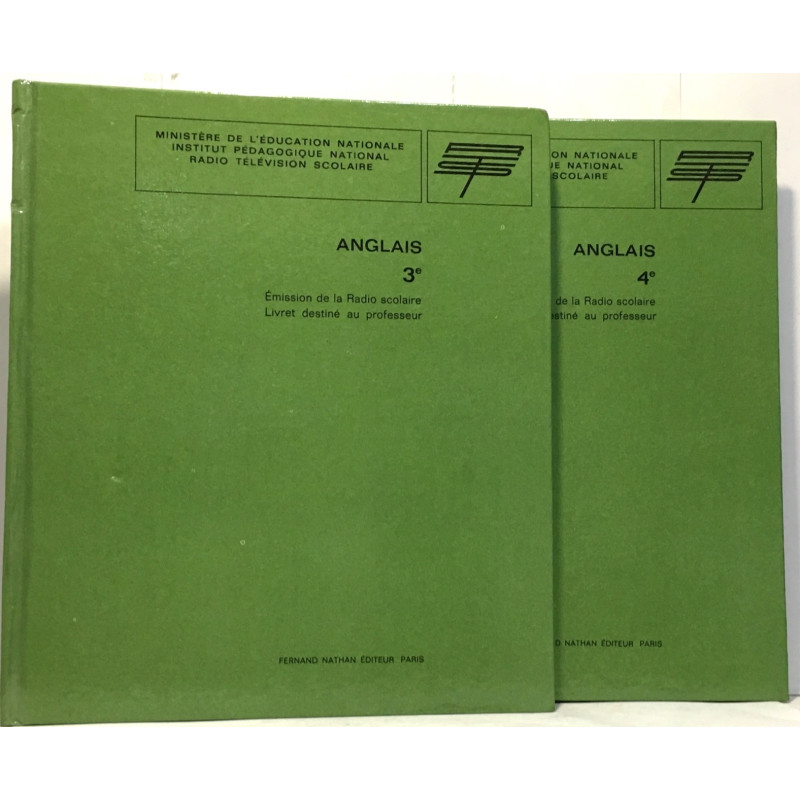 MINISTÈRE DE L'ÉDUCATION NATIONALE
INSTITUT PÉDAGOGIQUE NATIONAL
RADIO TÉLÉVISION SCOLAIRE
ANGLAIS
3e
Émission de la Radio scolaire
Livret destiné au professeur
FERNAND NATHAN ÉDITEUR PARIS
ION NATIONALE
UE NATIONAL
SCOLAIRE
ANGLAIS
4e
de la Radio scolaire
stiné au professeur
D NATHAN ÉDITEUR PARIS